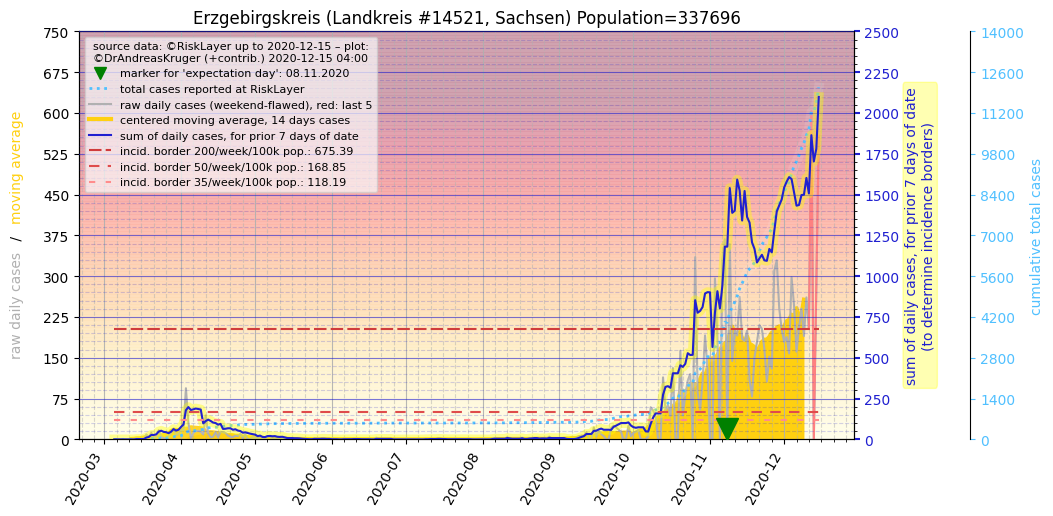 Erzgebirgskreis (Landkreis #14521, Sachsen) Population=337696
source data: ©RiskLayer up to 2020-12-15 – plot:
©DrAndreasKruger (+contrib.) 2020-12-15 04:00
marker for 'expectation day': 08.11.2020
total cases reported at RiskLayer
raw daily cases (weekend-flawed), red: last 5
centered moving average, 14 days cases
sum of daily cases, for prior 7 days of date
incid. border 200/week/100k pop.: 675.39
incid. border 50/week/100k pop.: 168.85
incid. border 35/week/100k pop.: 118.19
raw daily cases / moving average
750
675
600
525
450
375
300
225
150
75
0
2500
2250
2000
1750
1500
1250
1000
750
500
250
0
sum of daily cases, for prior 7 days of date
(to determine incidence borders)
14000
12600
11200
9800
8400
7000
5600
4200
2800
1400
0
cumulative total cases
2020-03
2020-04
2020-05
2020-06
2020-07
2020-08
2020-09
2020-10
2020-11
2020-12